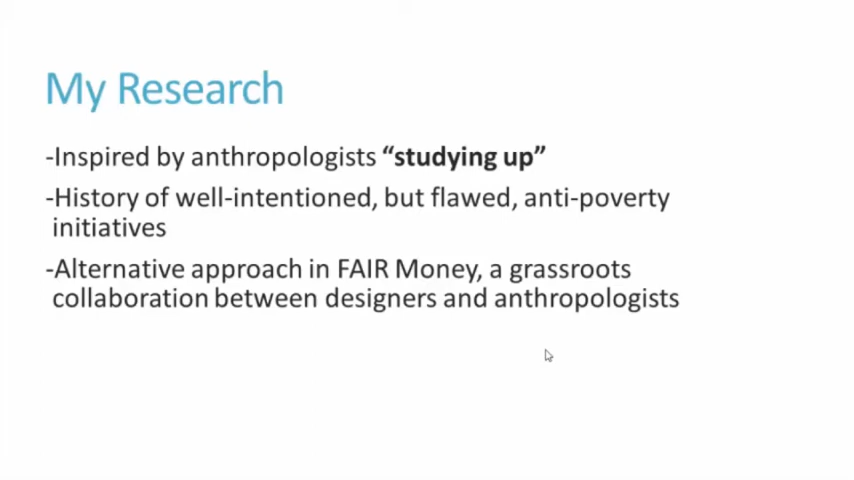 My Research
-Inspired by anthropologists “studying up”
-History of well-intentioned, but flawed, anti-poverty
initiatives
-Alternative approach in FAIR Money, a grassroots
collaboration between designers and anthropologists